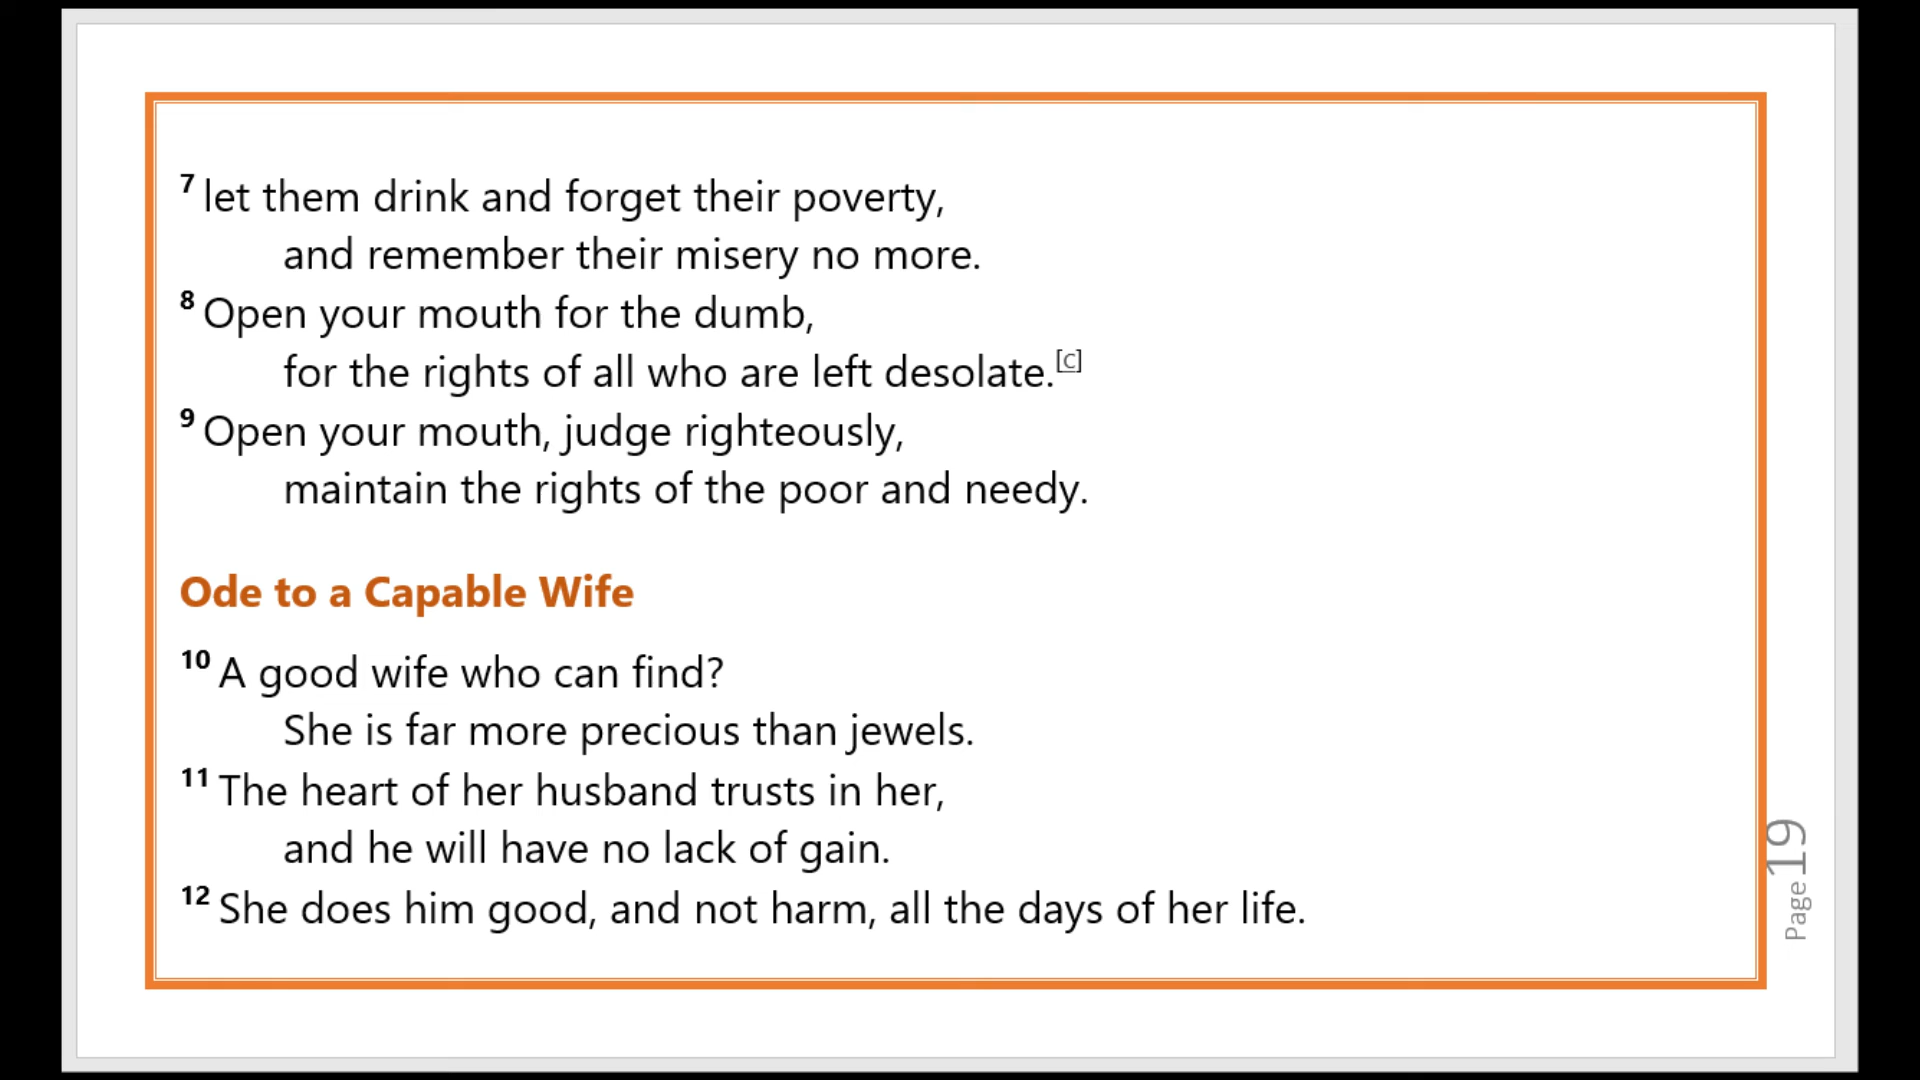 7 let them drink and forget their poverty,
and remember their misery no more.
8 Open your mouth for the dumb,
for the rights of all who are left desolate.[c]
9 Open your mouth, judge righteously,
maintain the rights of the poor and needy.
Ode to a Capable Wife
10 A good wife who can find?
She is far more precious than jewels.
11 The heart of her husband trusts in her,
and he will have no lack of gain.
12 She does him good, and not harm, all the days of her life.
Page 19